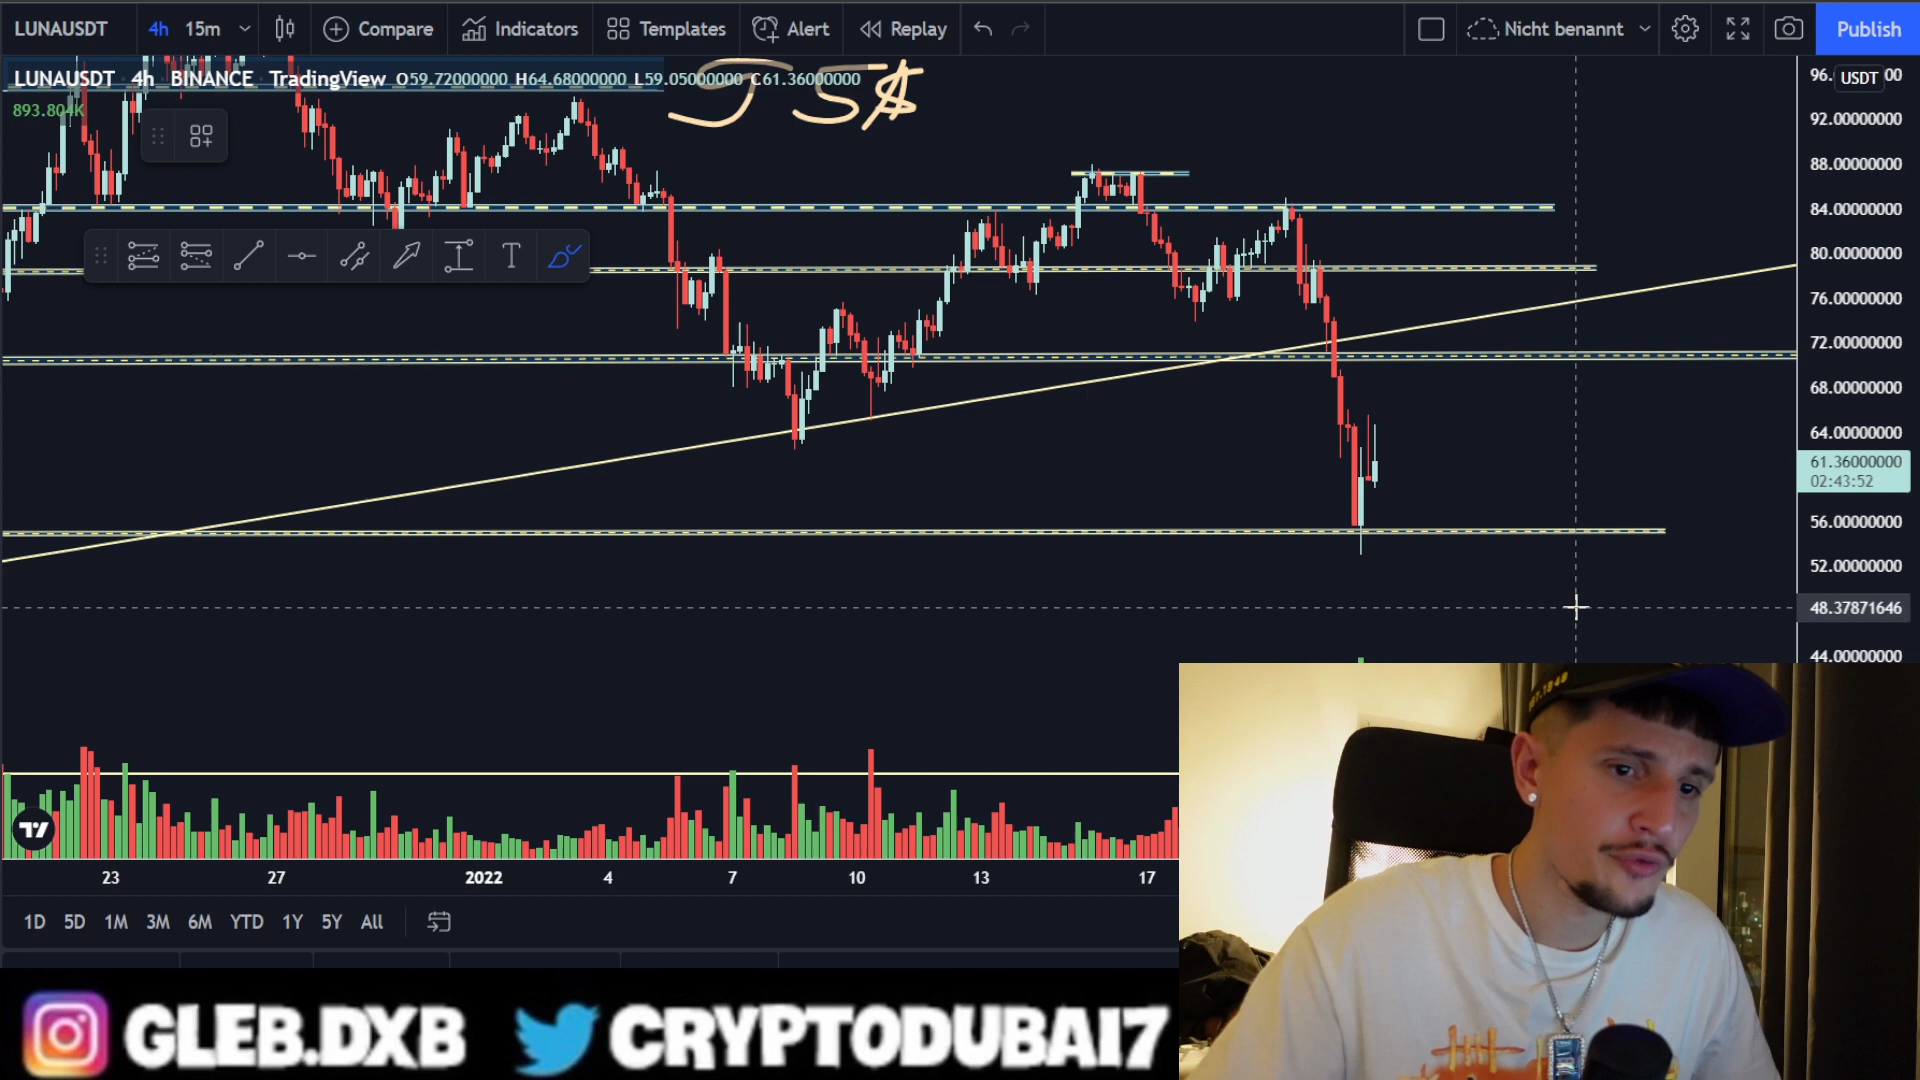 LUNAUSDT 4h 15m Compare Indicators Templates Alert Replay Nicht benannt Publish
LUNAUSDT 4h BINANCE TradingView O59.72000000 H64.68000000 L59.05000000 C61.36000000
893.804K
5$
96. 00
USDT
92.00000000
88.00000000
84.00000000
80.00000000
76.00000000
72.00000000
68.00000000
64.00000000
61.36000000
02:43:52
56.00000000
52.00000000
48.37871646
44.00000000
T
23 27 2022 4 7 10 13 17
1D 5D 1M 3M 6M YTD 1Y 5Y All
GLEB.DXB CRYPTODUBAI7